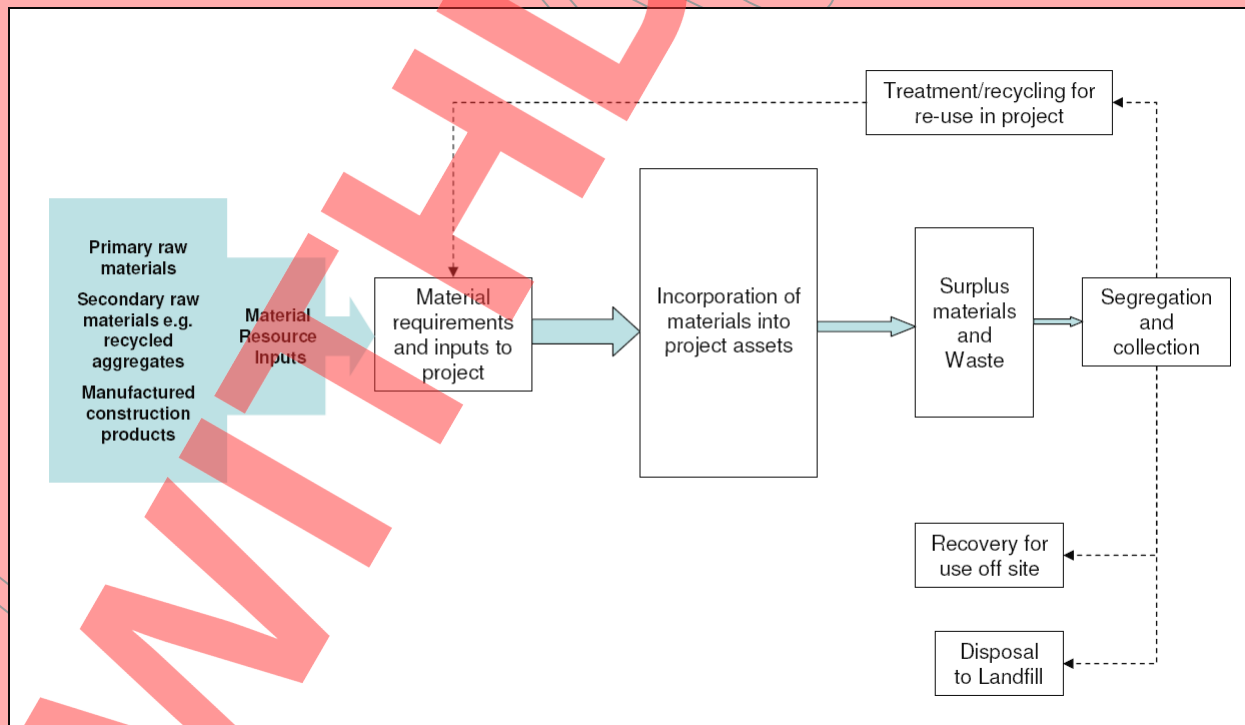 Treatment/recycling for
re-use in project
Primary raw
materials
Secondary raw
materials e.g.
recycled
aggregates
Manufactured
construction
products
Material
Resource
Inputs
Material
requirements
and inputs to
project
Incorporation of
materials into
project assets
Surplus
materials
and
Waste
Segregation
and
collection
Recovery for
use off site
Disposal
to Landfill
WITHD